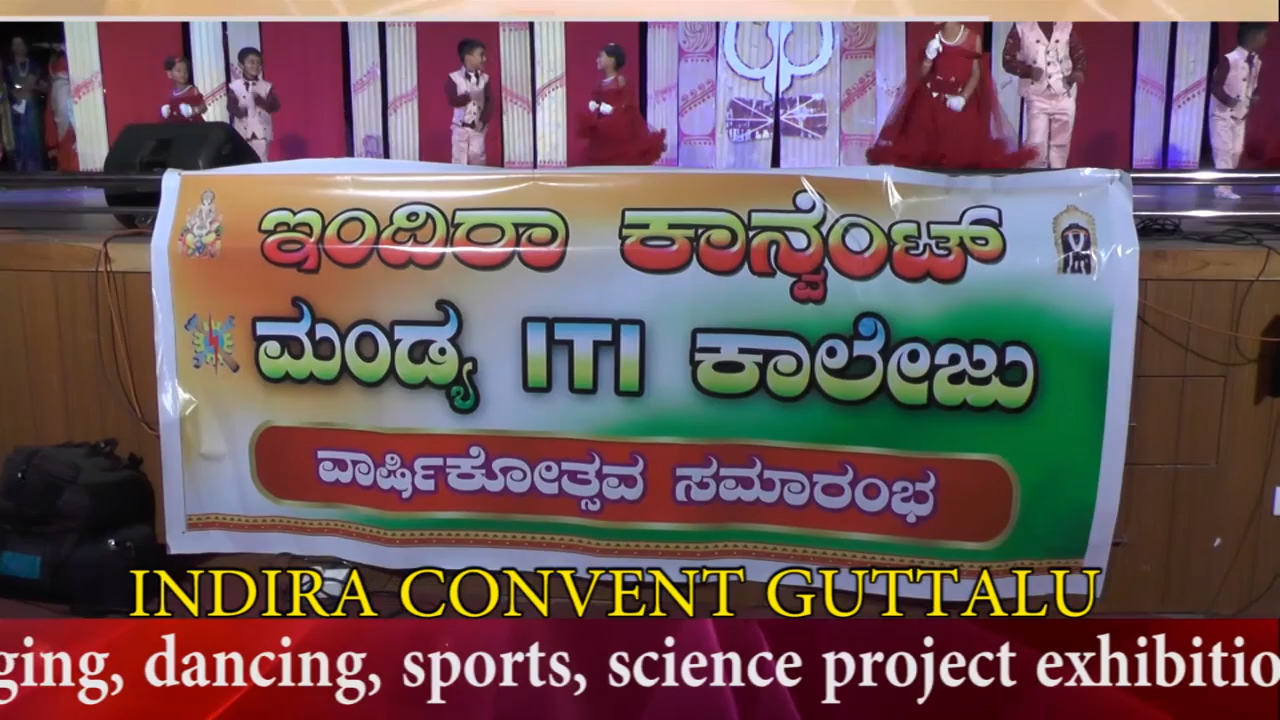 ಇಂದಿರಾ ಕಾನ್ವೆಂಟ್
ಮಂಡ್ಯ ITI ಕಾಲೇಜು
ವಾರ್ಷಿಕೋತ್ಸವ ಸಮಾರಂಭ
INDIRA CONVENT GUTTALU
ging, dancing, sports, science project exhibitio